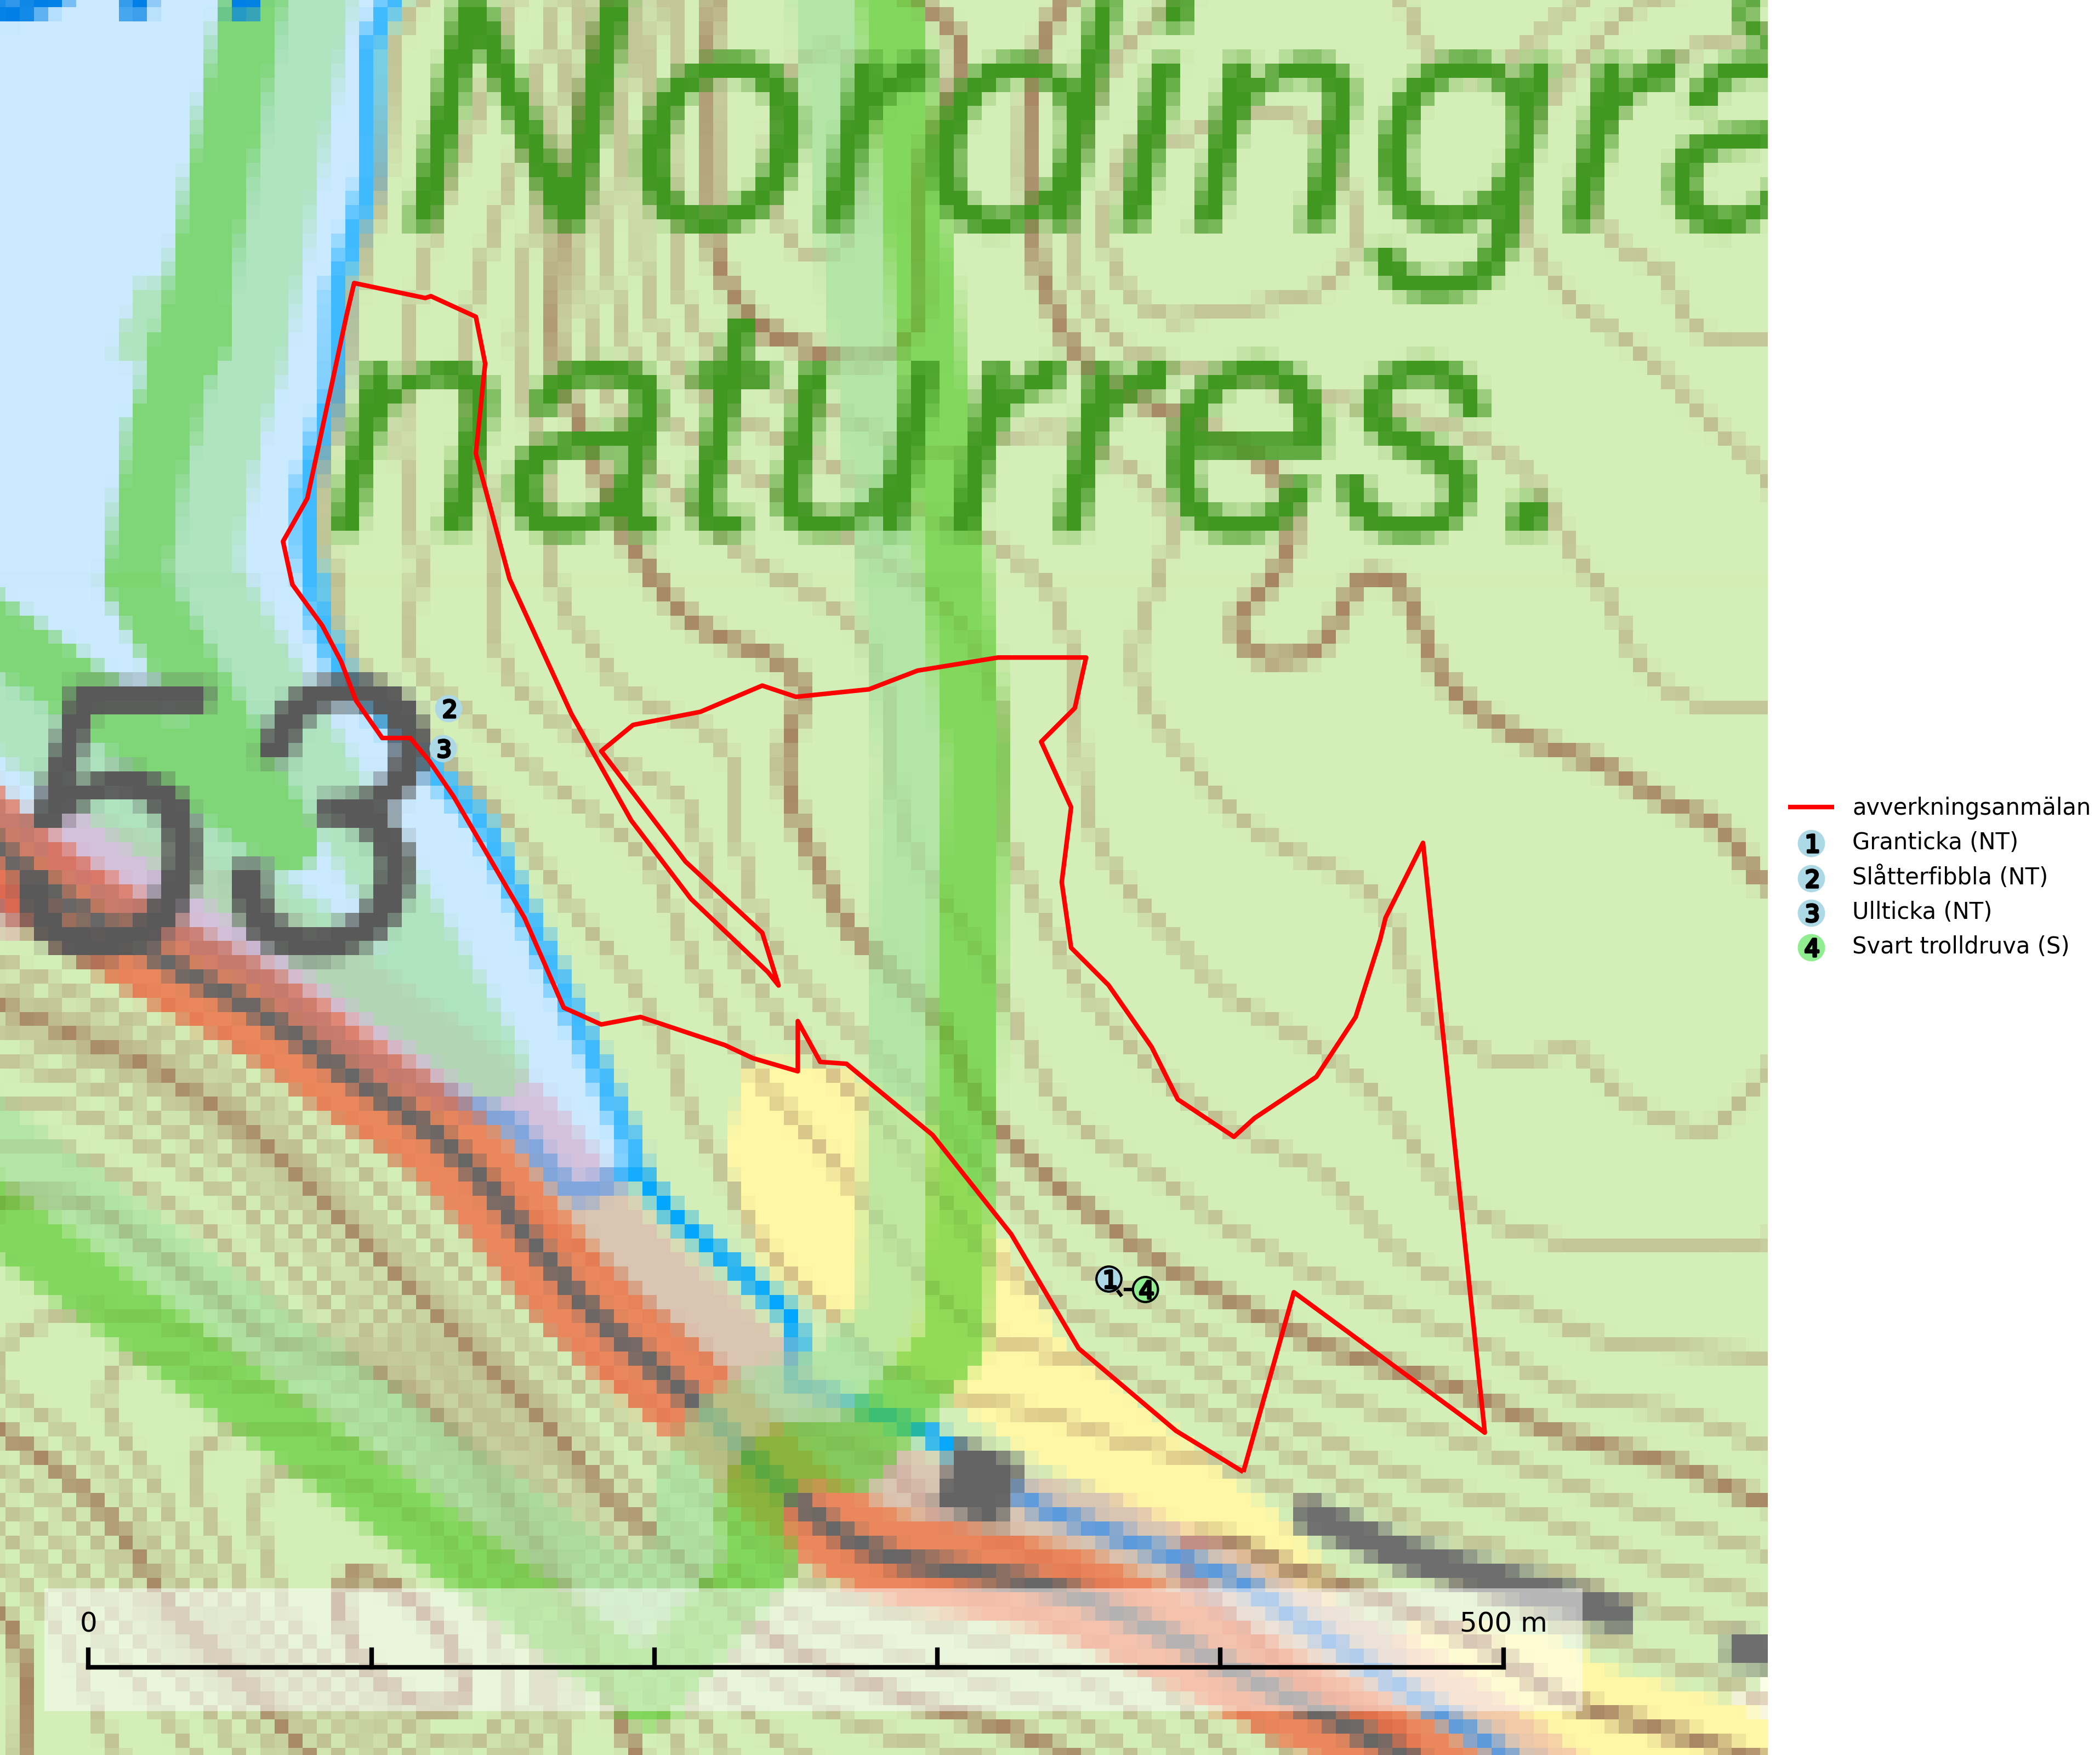 Nordingrå
naturres.
53
2
3
1
4
0
500 m
avverkningsanmälan
1 Granticka (NT)
2 Slåtterfibbla (NT)
3 Ullticka (NT)
4 Svart trolldruva (S)